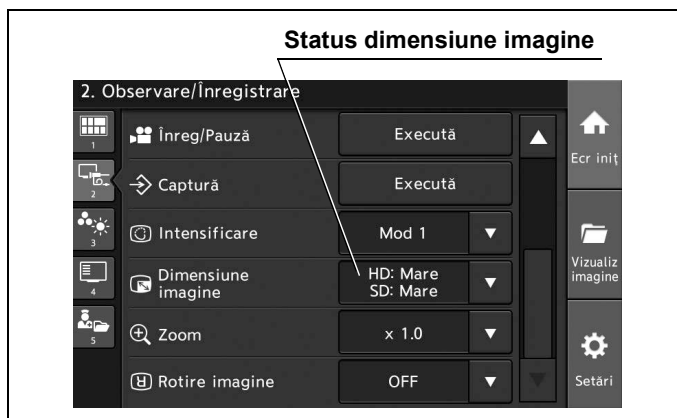 Status dimensiune imagine
2. Observare/Înregistrare
1
Înreg/Pauză
Execută
Ecr iniț
2
Captură
Execută
3
Intensificare
Mod 1
Vizualiz
imagine
4
Dimensiune
imagine
HD: Mare
SD: Mare
5
Zoom
x 1.0
Rotire imagine
OFF
Setări